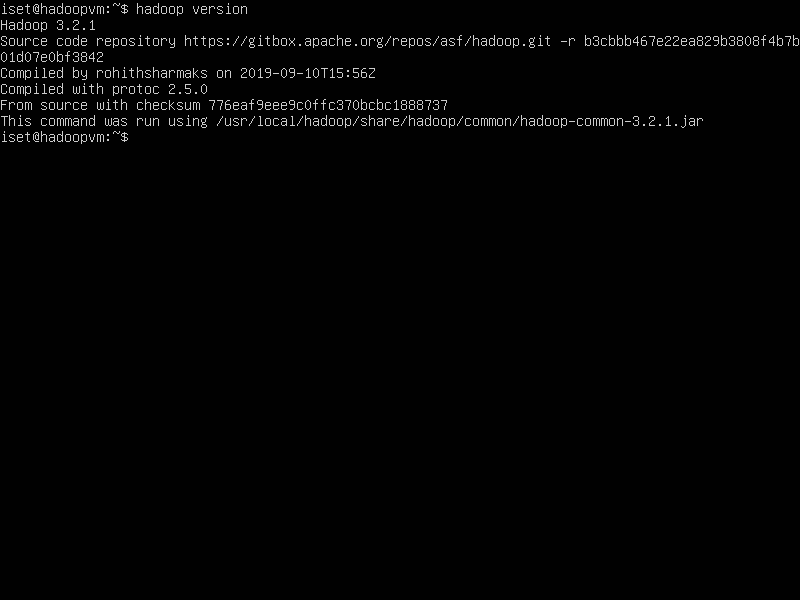 iset@hadoopvm:~$ hadoop version
Hadoop 3.2.1
Source code repository https://gitbox.apache.org/repos/asf/hadoop.git -r b3cbbb467e22ea829b3808f4b7b
01d07e0bf3842
Compiled by rohithsharmaks on 2019-09-10T15:56Z
Compiled with protoc 2.5.0
From source with checksum 776eaf9eee9c0ffc370bcbc1888737
This command was run using /usr/local/hadoop/share/hadoop/common/hadoop-common-3.2.1.jar
iset@hadoopvm:~$